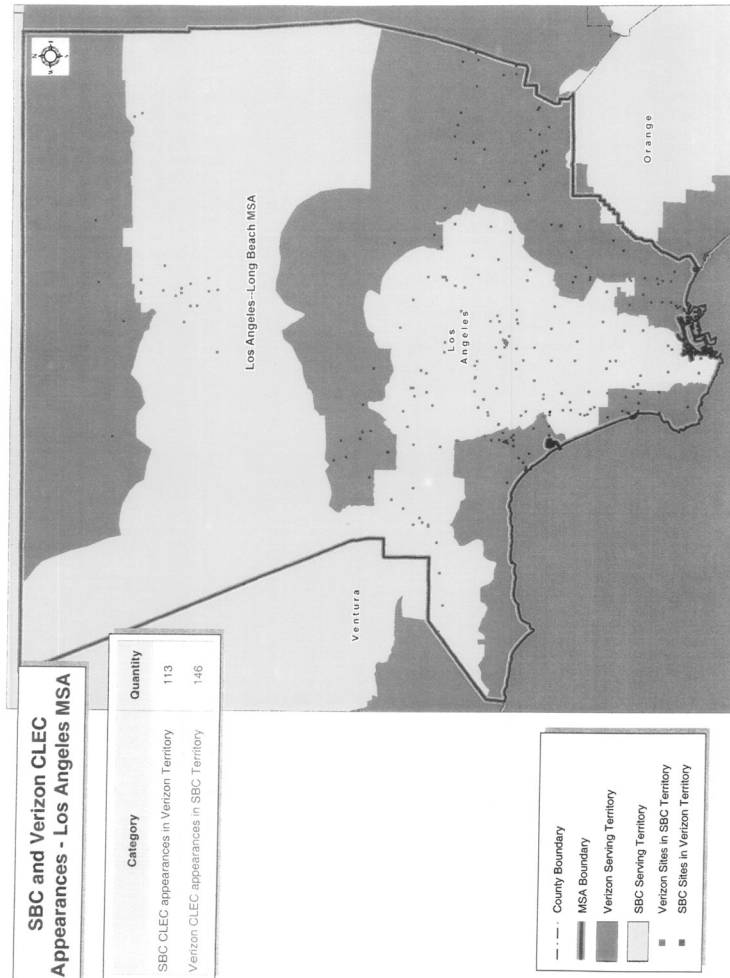 SBC and Verizon CLEC
Appearances - Los Angeles MSA
Category Quantity
SBC CLEC appearances in Verizon Territory 113
Verizon CLEC appearances in SBC Territory 146
N
E
S
Los Angeles--Long Beach MSA
Los
Angeles
Ventura
Orange
County Boundary
MSA Boundary
Verizon Serving Territory
SBC Serving Territory
Verizon Sites in SBC Territory
SBC Sites in Verizon Territory